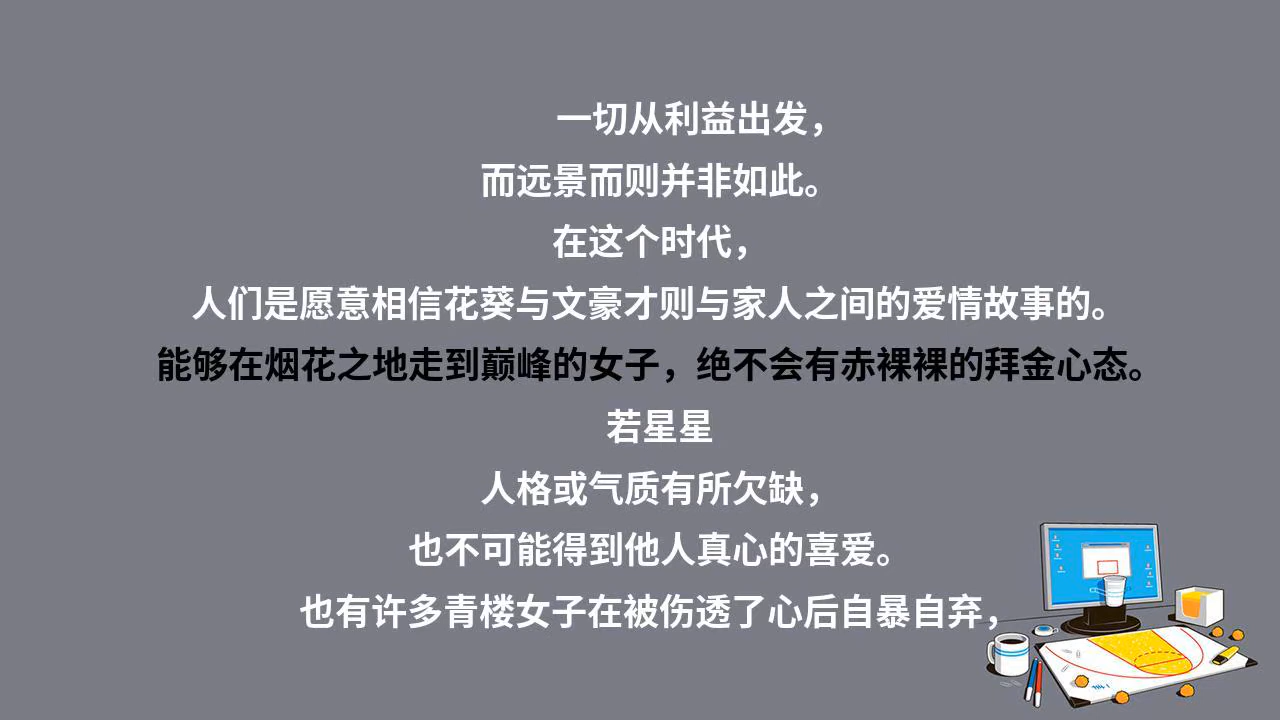 一切从利益出发，
而远景而则并非如此。
在这个时代，
人们是愿意相信花葵与文豪才则与家人之间的爱情故事的。
能够在烟花之地走到巅峰的女子，绝不会有赤裸裸的拜金心态。
若星星
人格或气质有所欠缺，
也不可能得到他人真心的喜爱。
也有许多青楼女子在被伤透了心后自暴自弃，